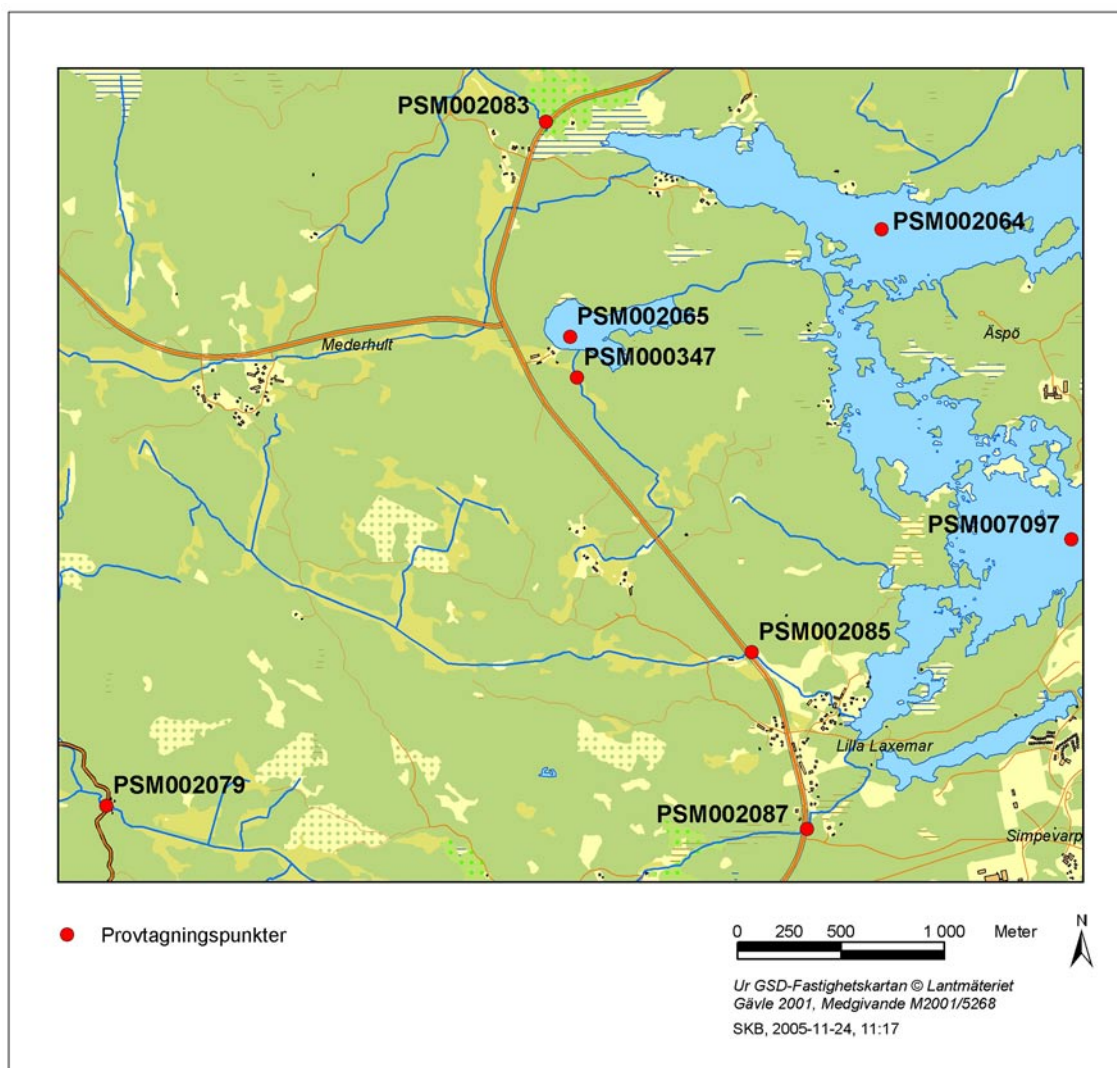 PSM002083
PSM002064
PSM002065
Äspö
Mederhult
PSM000347
PSM007097
PSM002085
Lilla Laxemar
PSM002079
PSM002087
Simpevarp
Provtagningspunkter
0 250 500 1 000 Meter
N
Ur GSD-Fastighetskartan © Lantmäteriet
Gävle 2001, Medgivande M2001/5268
SKB, 2005-11-24, 11:17